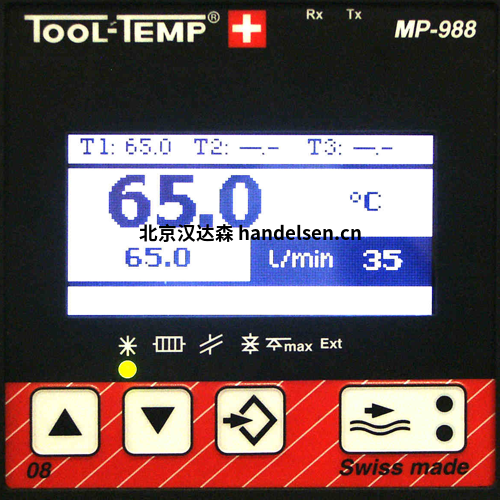 TOOL-TEMP® Rx Tx MP-988
T1: 65.0 T2: --.- T3: --.-
65.0 °C
北京汉达森 handelsen.cn
65.0 l/min 35
max Ext
08 Swiss made